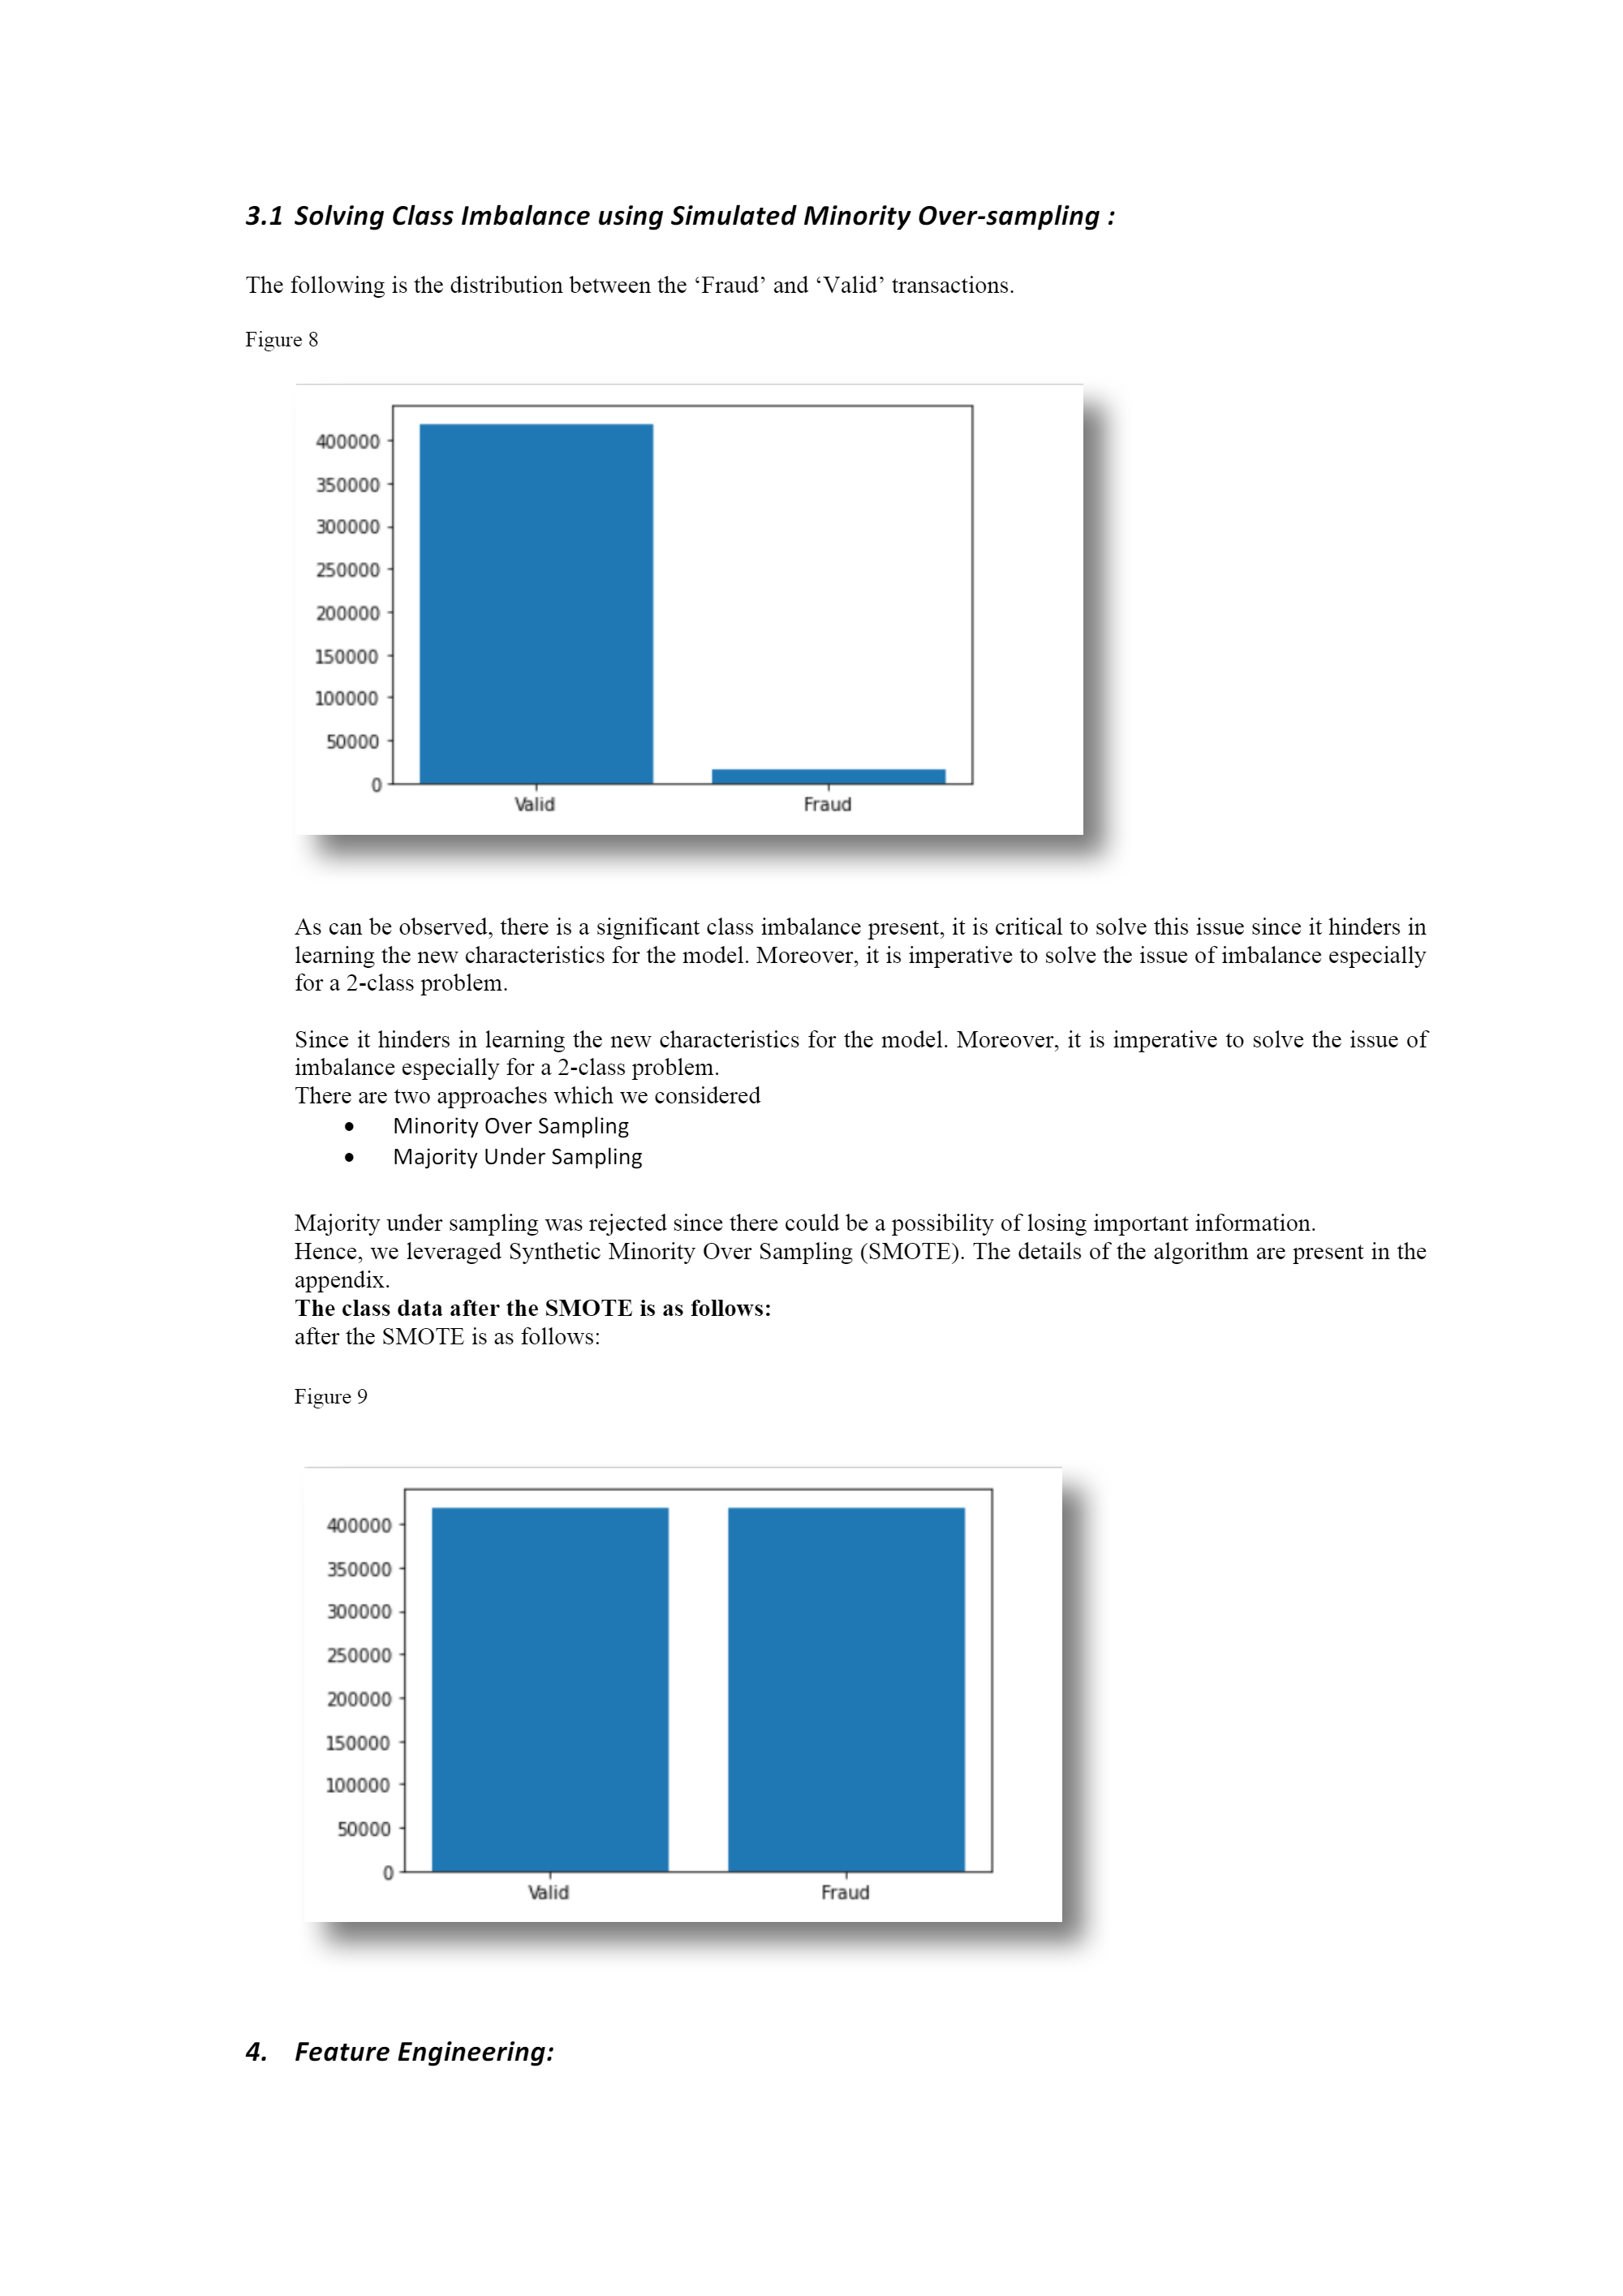 3.1 Solving Class Imbalance using Simulated Minority Over-sampling :
The following is the distribution between the ‘Fraud’ and ‘Valid’ transactions.
Figure 8
400000
350000
300000
250000
200000
150000
100000
50000
0
Valid Fraud
As can be observed, there is a significant class imbalance present, it is critical to solve this issue since it hinders in
learning the new characteristics for the model. Moreover, it is imperative to solve the issue of imbalance especially
for a 2-class problem.
Since it hinders in learning the new characteristics for the model. Moreover, it is imperative to solve the issue of
imbalance especially for a 2-class problem.
There are two approaches which we considered
• Minority Over Sampling
• Majority Under Sampling
Majority under sampling was rejected since there could be a possibility of losing important information.
Hence, we leveraged Synthetic Minority Over Sampling (SMOTE). The details of the algorithm are present in the
appendix.
The class data after the SMOTE is as follows:
after the SMOTE is as follows:
Figure 9
400000
350000
300000
250000
200000
150000
100000
50000
0
Valid Fraud
4. Feature Engineering: